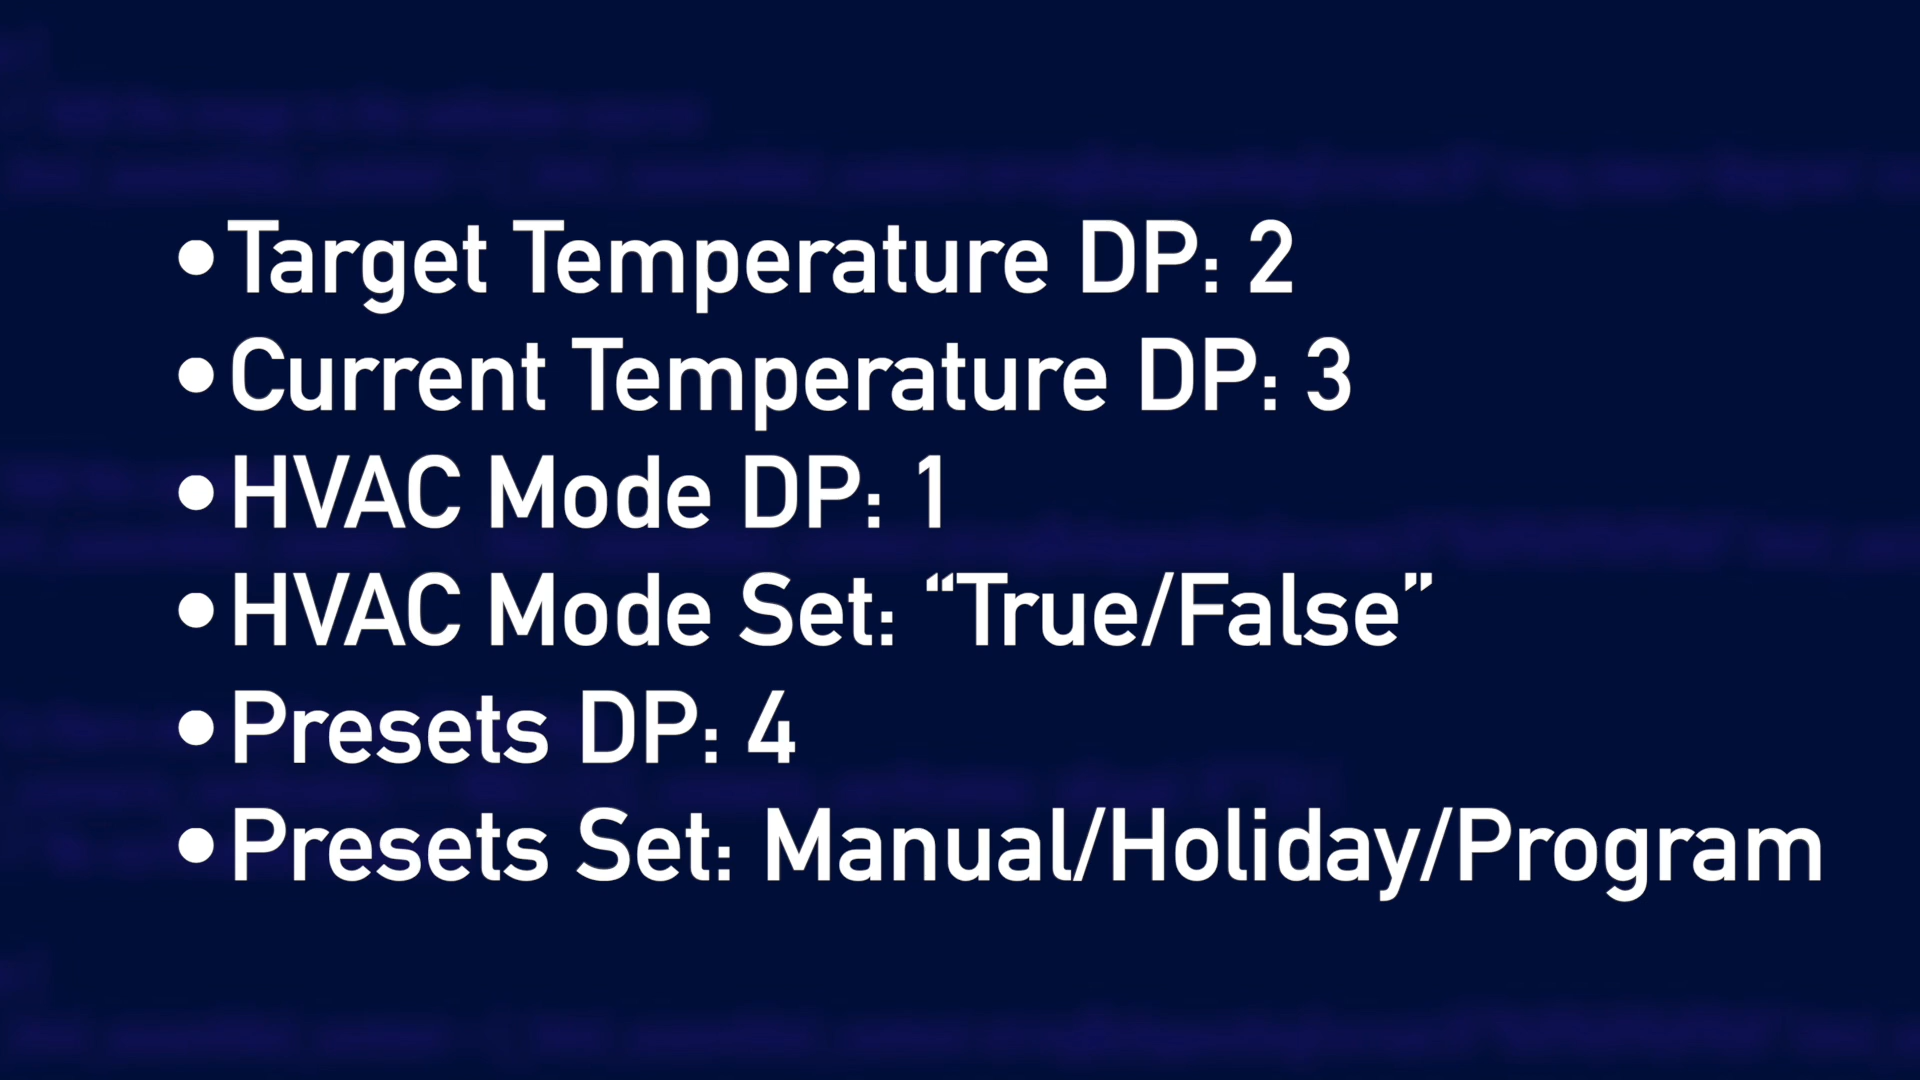 •Target Temperature DP: 2
•Current Temperature DP: 3
•HVAC Mode DP: 1
•HVAC Mode Set: “True/False”
•Presets DP: 4
•Presets Set: Manual/Holiday/Program